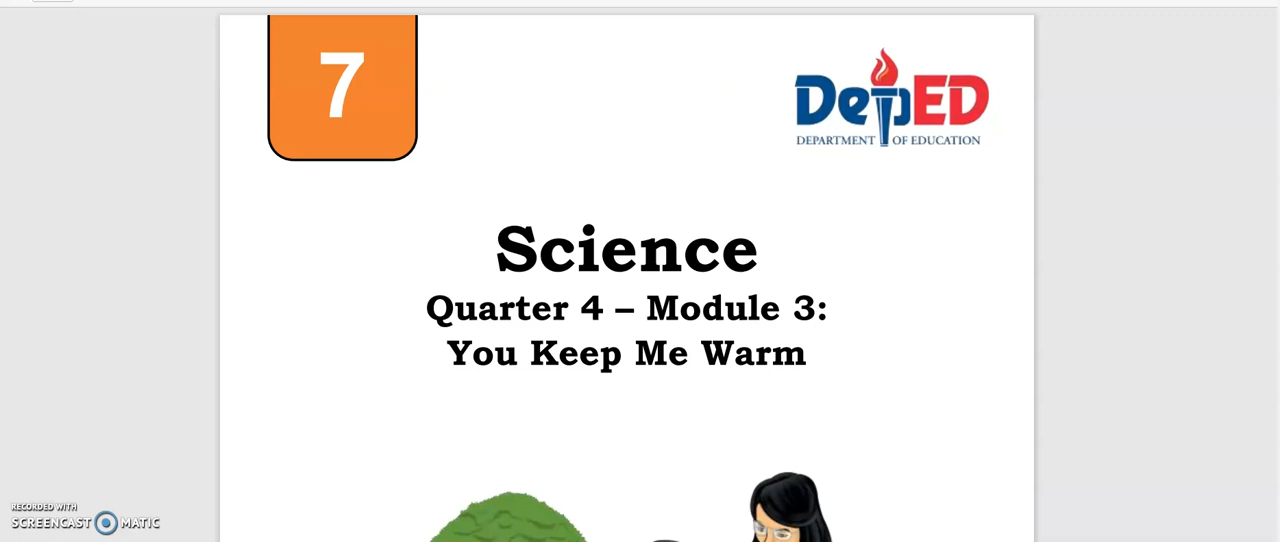 7
DepED
DEPARTMENT OF EDUCATION
Science
Quarter 4 – Module 3:
You Keep Me Warm
RECORDED WITH
SCREENCAST MATIC